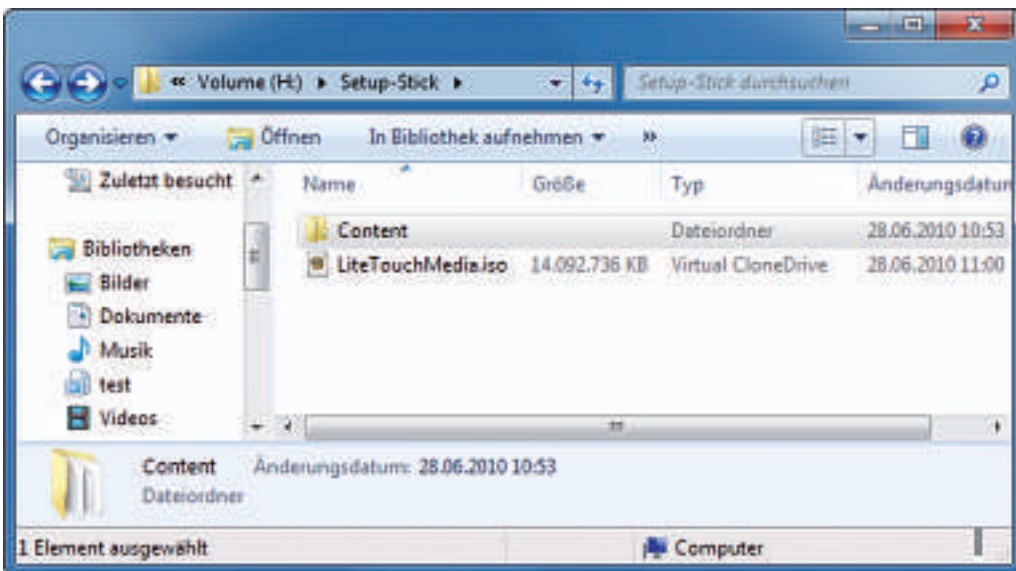 « Volume (H:) ▸ Setup-Stick ▸ Setup-Stick durchsuchen
Organisieren Öffnen In Bibliothek aufnehmen »
Zuletzt besucht
Name Größe Typ Änderungsdatum
Content Dateiordner 28.06.2010 10:53
Bibliotheken
LiteTouchMedia.iso 14.092.736 KB Virtual CloneDrive 28.06.2010 11:00
Bilder
Dokumente
Musik
test
Videos
Content Änderungsdatum: 28.06.2010 10:53
Dateiordner
1 Element ausgewählt Computer